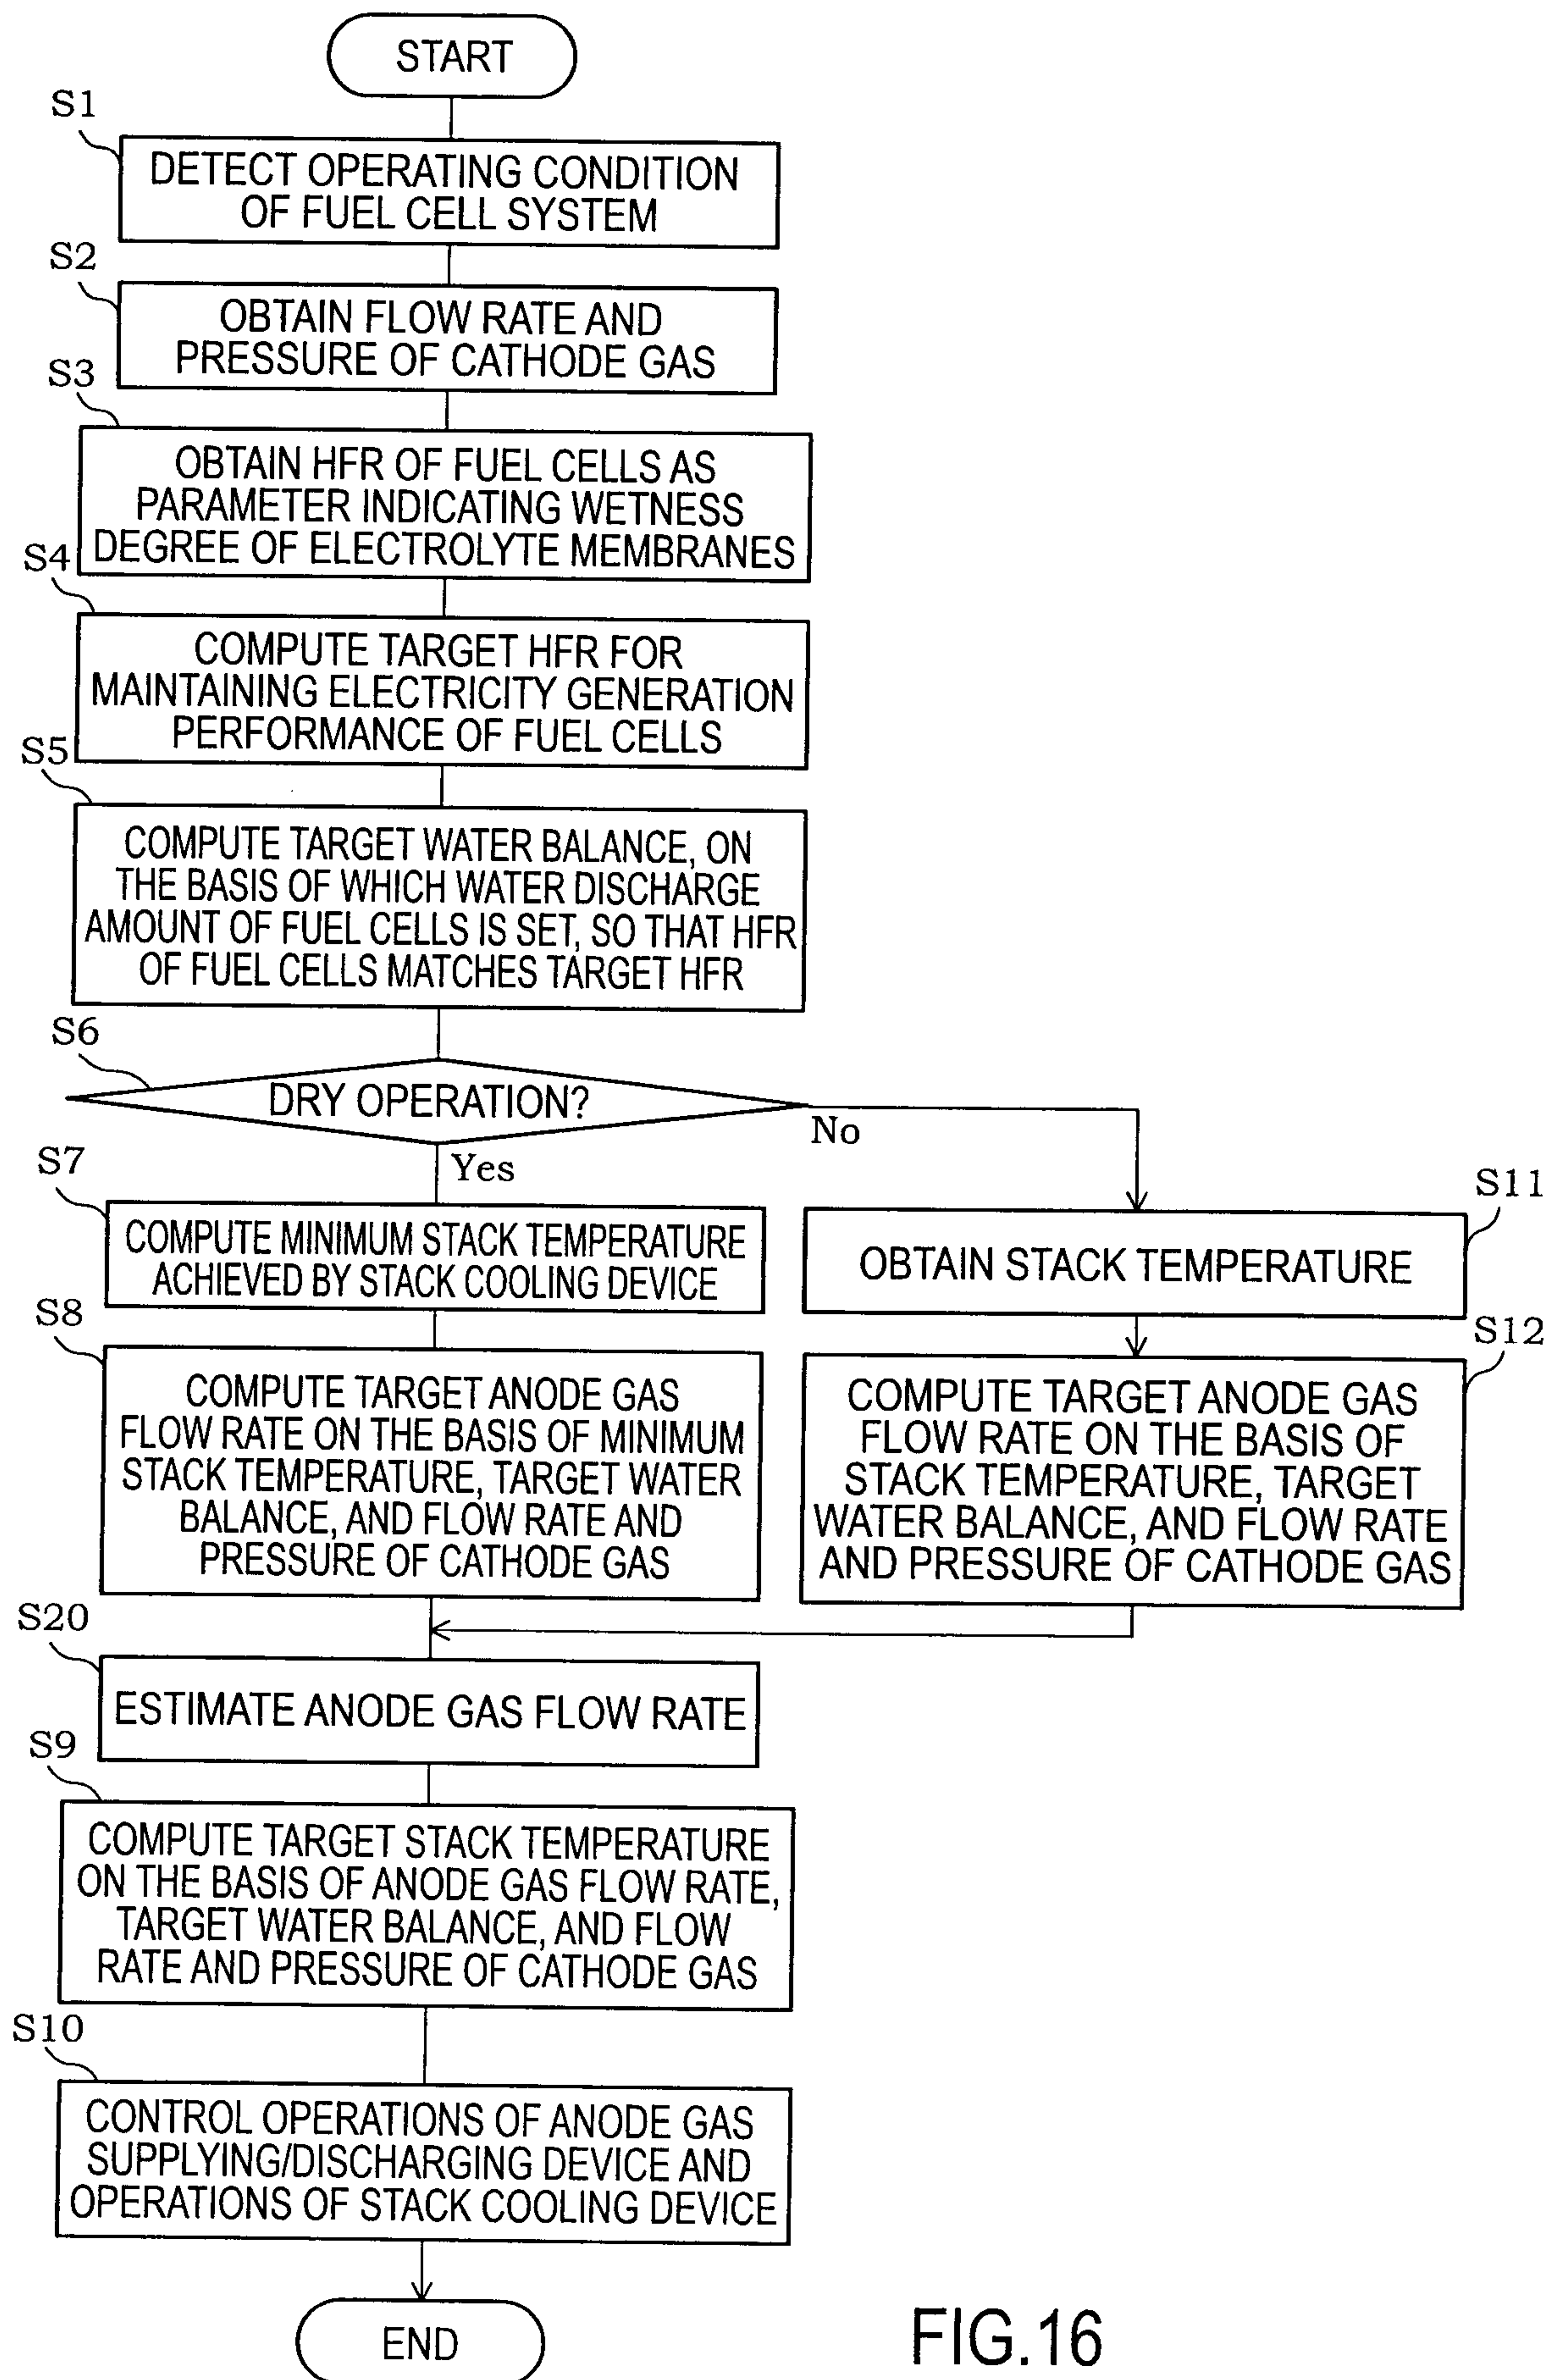 START
S1
DETECT OPERATING CONDITION
OF FUEL CELL SYSTEM
S2
OBTAIN FLOW RATE AND
PRESSURE OF CATHODE GAS
S3
OBTAIN HFR OF FUEL CELLS AS
PARAMETER INDICATING WETNESS
DEGREE OF ELECTROLYTE MEMBRANES
S4
COMPUTE TARGET HFR FOR
MAINTAINING ELECTRICITY GENERATION
PERFORMANCE OF FUEL CELLS
S5
COMPUTE TARGET WATER BALANCE, ON
THE BASIS OF WHICH WATER DISCHARGE
AMOUNT OF FUEL CELLS IS SET, SO THAT HFR
OF FUEL CELLS MATCHES TARGET HFR
S6
DRY OPERATION?
No
Yes
S7
COMPUTE MINIMUM STACK TEMPERATURE
ACHIEVED BY STACK COOLING DEVICE
S11
OBTAIN STACK TEMPERATURE
S8
COMPUTE TARGET ANODE GAS
FLOW RATE ON THE BASIS OF MINIMUM
STACK TEMPERATURE, TARGET WATER
BALANCE, AND FLOW RATE AND
PRESSURE OF CATHODE GAS
S12
COMPUTE TARGET ANODE GAS
FLOW RATE ON THE BASIS OF
STACK TEMPERATURE, TARGET
WATER BALANCE, AND FLOW RATE
AND PRESSURE OF CATHODE GAS
S20
ESTIMATE ANODE GAS FLOW RATE
S9
COMPUTE TARGET STACK TEMPERATURE
ON THE BASIS OF ANODE GAS FLOW RATE,
TARGET WATER BALANCE, AND FLOW
RATE AND PRESSURE OF CATHODE GAS
S10
CONTROL OPERATIONS OF ANODE GAS
SUPPLYING/DISCHARGING DEVICE AND
OPERATIONS OF STACK COOLING DEVICE
END
FIG.16